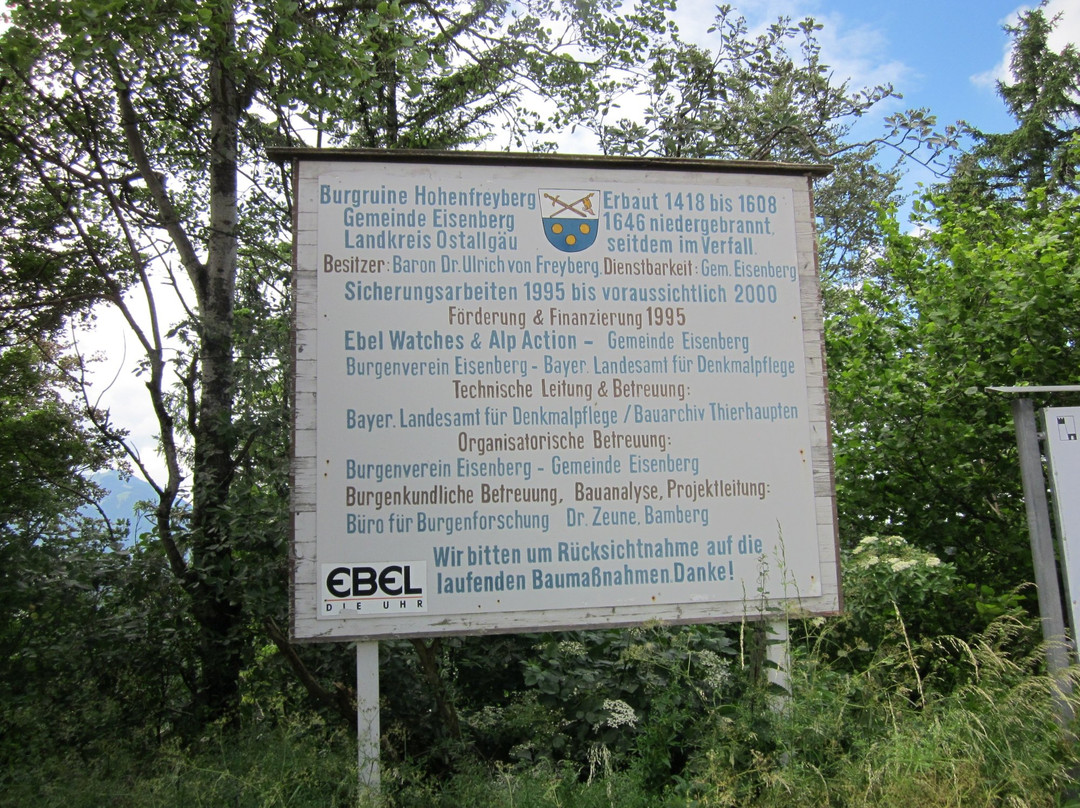 Burgruine Hohenfreyberg Erbaut 1418 bis 1608
Gemeinde Eisenberg 1646 niedergebrannt,
Landkreis Ostallgäu seitdem im Verfall.
Besitzer: Baron Dr. Ulrich von Freyberg. Dienstbarkeit: Gem. Eisenberg
Sicherungsarbeiten 1995 bis voraussichtlich 2000
Förderung & Finanzierung 1995
Ebel Watches & Alp Action - Gemeinde Eisenberg
Burgenverein Eisenberg - Bayer. Landesamt für Denkmalpflege
Technische Leitung & Betreuung:
Bayer. Landesamt für Denkmalpflege / Bauarchiv Thierhaupten
Organisatorische Betreuung:
Burgenverein Eisenberg - Gemeinde Eisenberg
Burgenkundliche Betreuung, Bauanalyse, Projektleitung:
Büro für Burgenforschung Dr. Zeune, Bamberg
Wir bitten um Rücksichtnahme auf die
laufenden Baumaßnahmen. Danke!
EBEL
DIE UHR